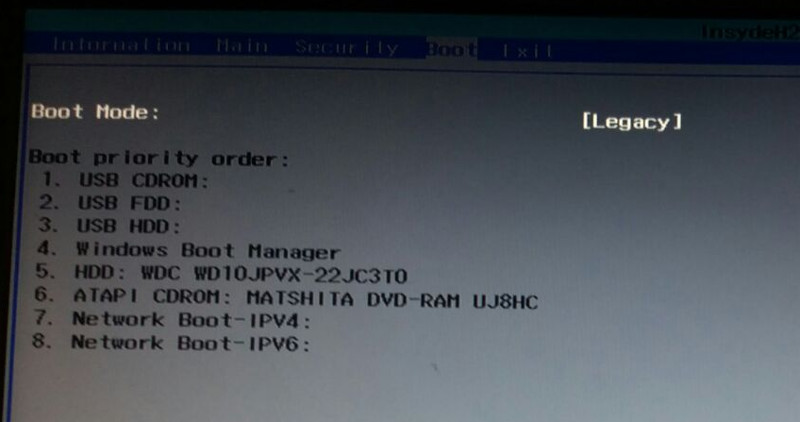 InsydeH2
Information Main Security Boot Exit
Boot Mode: [Legacy]
Boot priority order:
1. USB CDROM:
2. USB FDD:
3. USB HDD:
4. Windows Boot Manager
5. HDD: WDC WD10JPVX-22JC3T0
6. ATAPI CDROM: MATSHITA DVD-RAM UJ8HC
7. Network Boot-IPV4:
8. Network Boot-IPV6: